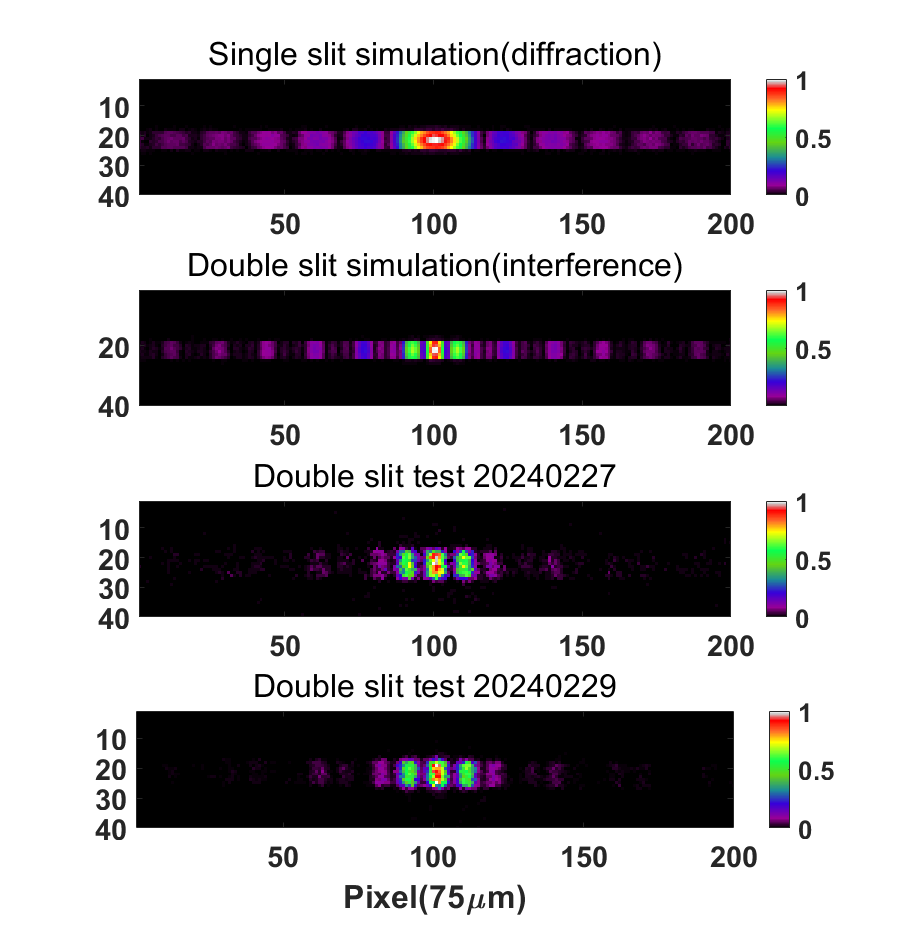 Single slit simulation(diffraction)
10
20
30
40
50 100 150 200
1
0.5
0
Double slit simulation(interference)
20
40
50 100 150 200
1
0.5
Double slit test 20240227
10
20
30
40
50 100 150 200
1
0.5
0
Double slit test 20240229
10
20
30
40
50 100 150 200
1
0.5
0
Pixel(75μm)